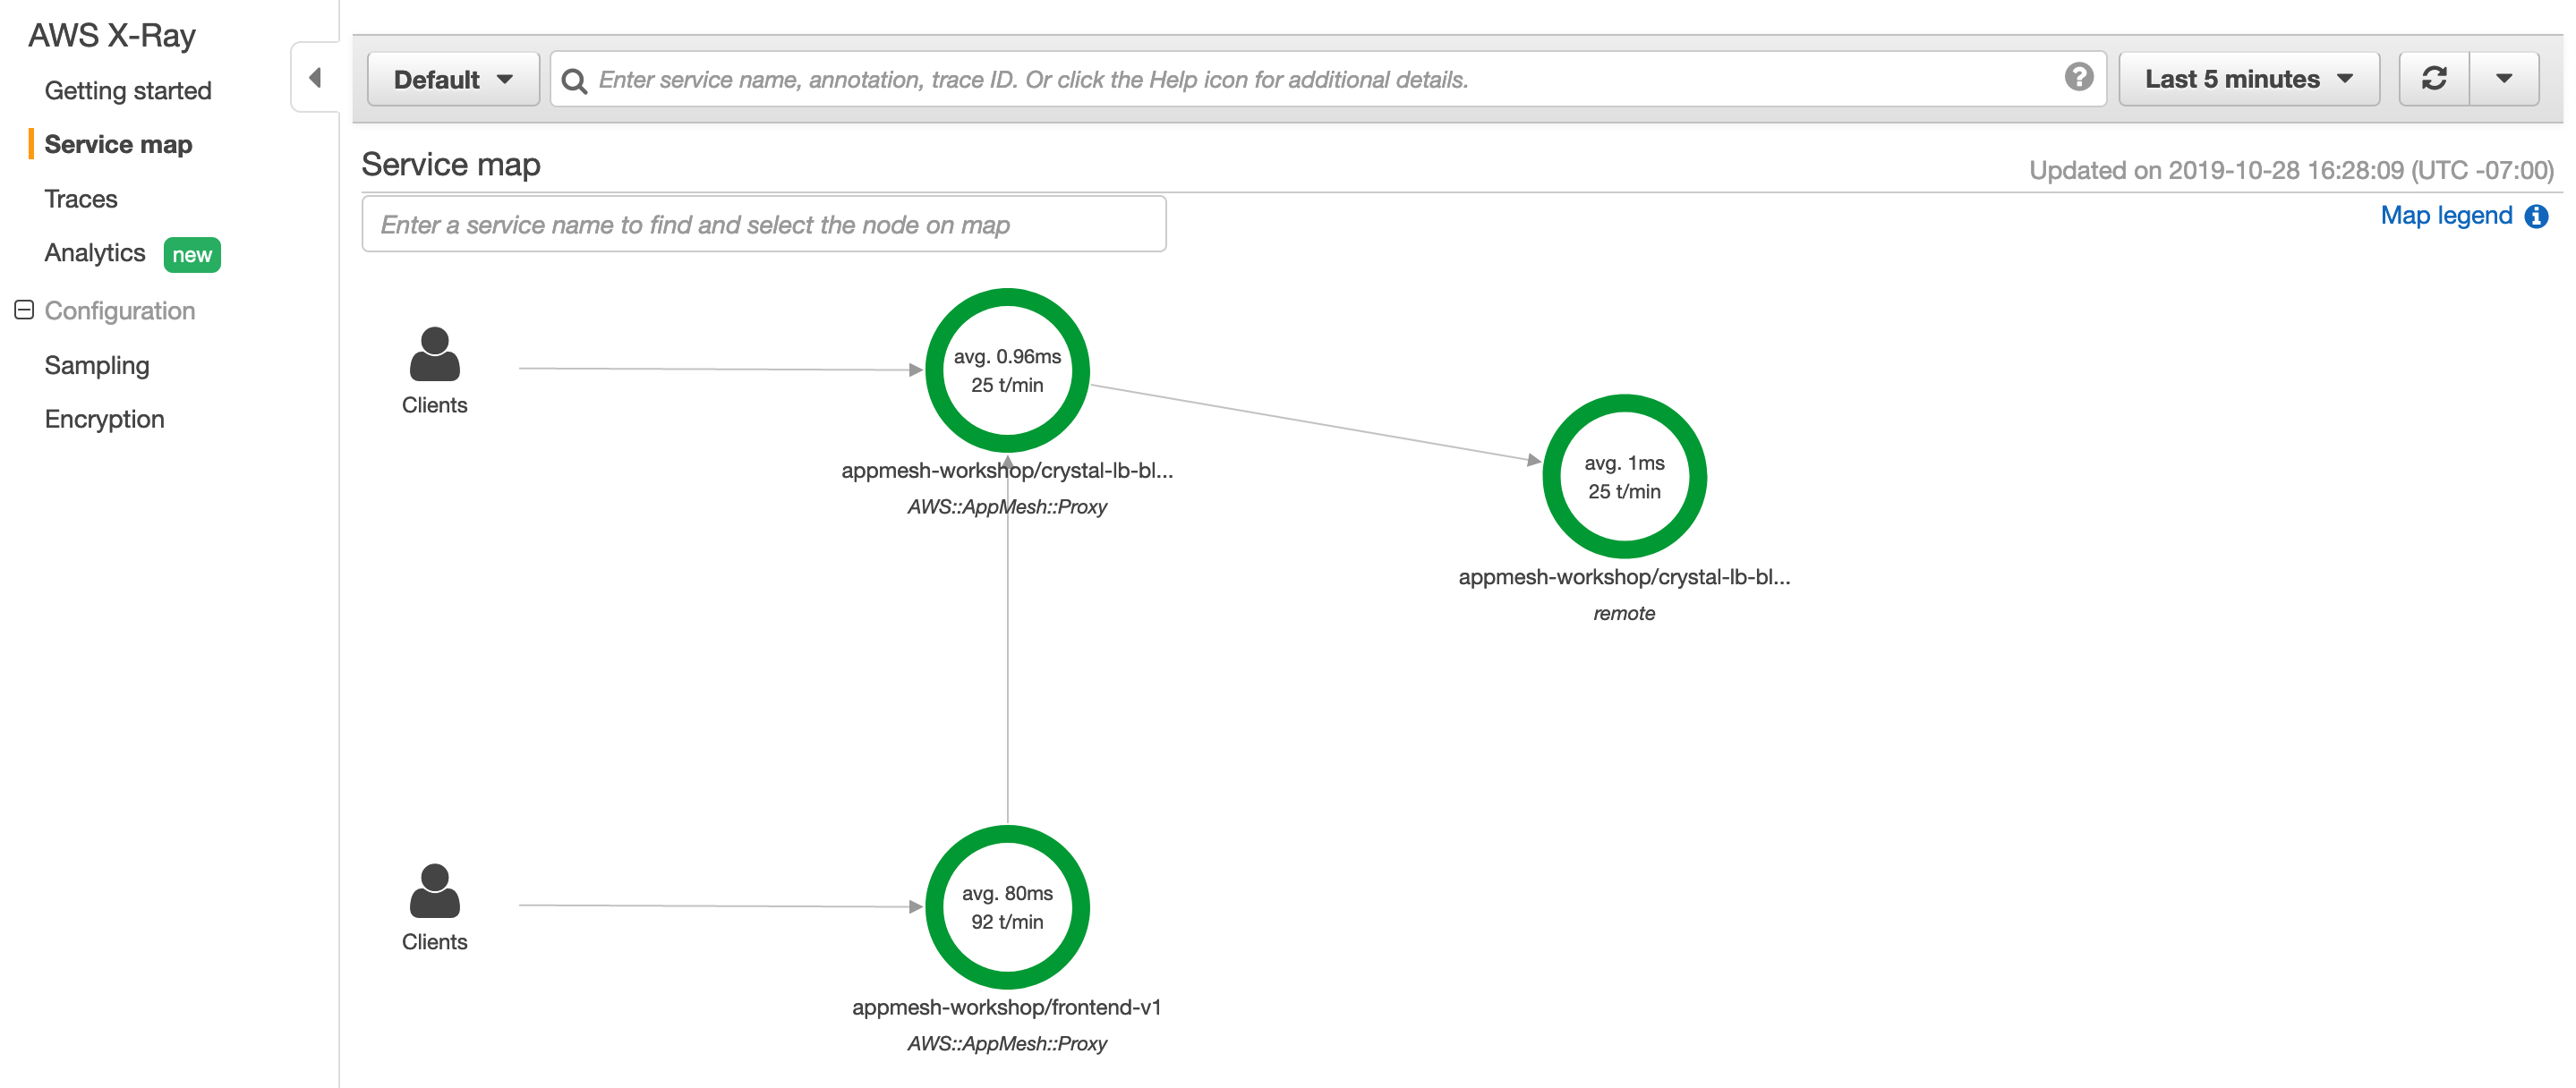 AWS X-Ray
Getting started
Service map
Traces
Analytics new
Configuration
Sampling
Encryption
Default
Enter service name, annotation, trace ID. Or click the Help icon for additional details.
?
Last 5 minutes
Service map
Updated on 2019-10-28 16:28:09 (UTC -07:00)
Enter a service name to find and select the node on map
Map legend i
Clients
avg. 0.96ms
25 t/min
appmesh-workshop/crystal-lb-bl...
AWS::AppMesh::Proxy
avg. 1ms
25 t/min
appmesh-workshop/crystal-lb-bl...
remote
Clients
avg. 80ms
92 t/min
appmesh-workshop/frontend-v1
AWS::AppMesh::Proxy